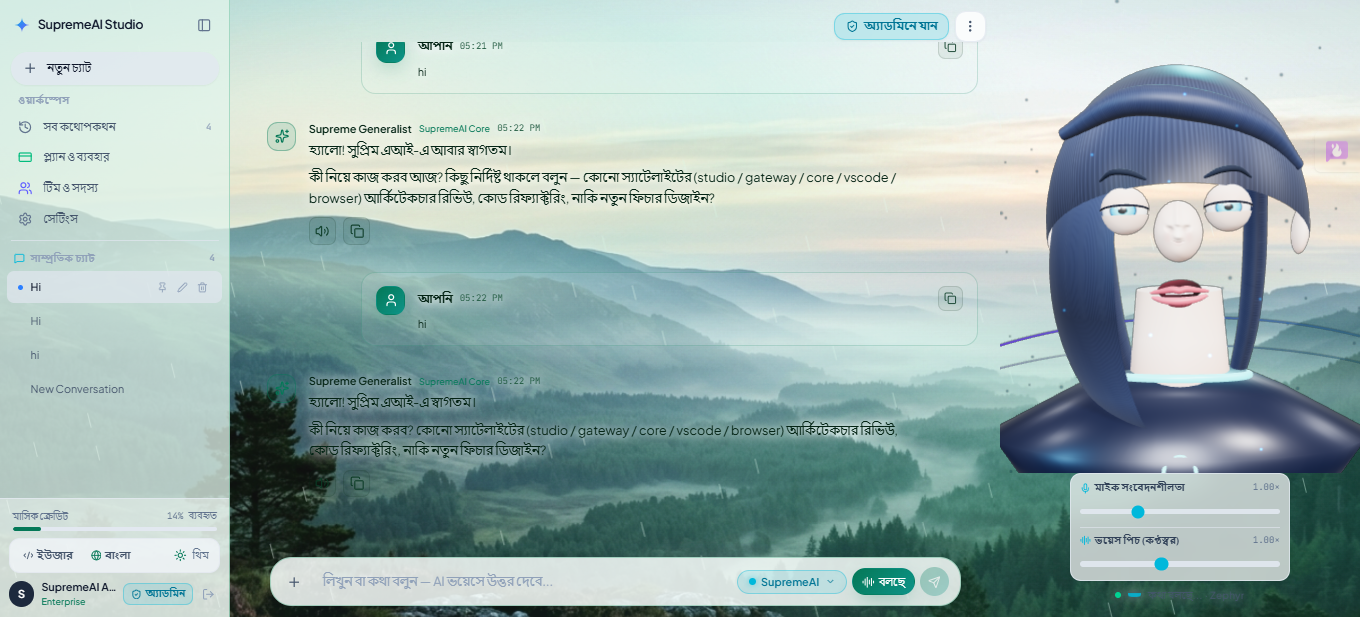 SupremeAI Studio
নতুন চ্যাট
ওয়ার্কস্পেস
সব কথোপকথন 4
প্ল্যান ও ব্যবহার
টিম ও সদস্য
সেটিংস
সাম্প্রতিক চ্যাট 4
Hi
Hi
hi
New Conversation
মাসিক ক্রেডিট 14% ব্যবহৃত
ইউজার বাংলা থিম
S SupremeAI A...
Enterprise
অ্যাডমিন
অ্যাডমিনে যান
আপনি 05:21 PM
hi
Supreme Generalist SupremeAI Core 05:22 PM
হ্যালো! সুপ্রিম এআই-এ আবার স্বাগতম।
কী নিয়ে কাজ করব আজ? কিছু নির্দিষ্ট থাকলে বলুন — কোনো স্যাটেলাইটের (studio / gateway / core / vscode /
browser) আর্কিটেকচার রিভিউ, কোড রিফ্যাক্টরিং, নাকি নতুন ফিচার ডিজাইন?
আপনি 05:22 PM
hi
Supreme Generalist SupremeAI Core 05:22 PM
হ্যালো! সুপ্রিম এআই-এ স্বাগতম।
কী নিয়ে কাজ করব? কোনো স্যাটেলাইটের (studio / gateway / core / vscode / browser) আর্কিটেকচার রিভিউ,
কোড রিফ্যাক্টরিং, নাকি নতুন ফিচার ডিজাইন?
লিখুন বা কথা বলুন — AI ভয়েসে উত্তর দেবে...
SupremeAI
বলছে
মাইক সংবেদনশীলতা 1.00×
ভয়েস পিচ (কণ্ঠস্বর) 1.00×